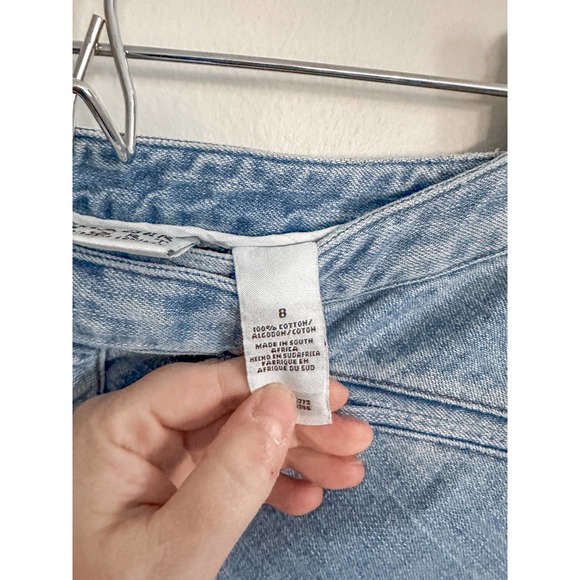 8
100% COTTON/
ALGODON/COTON
MADE IN SOUTH
AFRICA
HECHO EN SUDAFRICA
FABRIQUE EN
AFRIQUE DU SUD